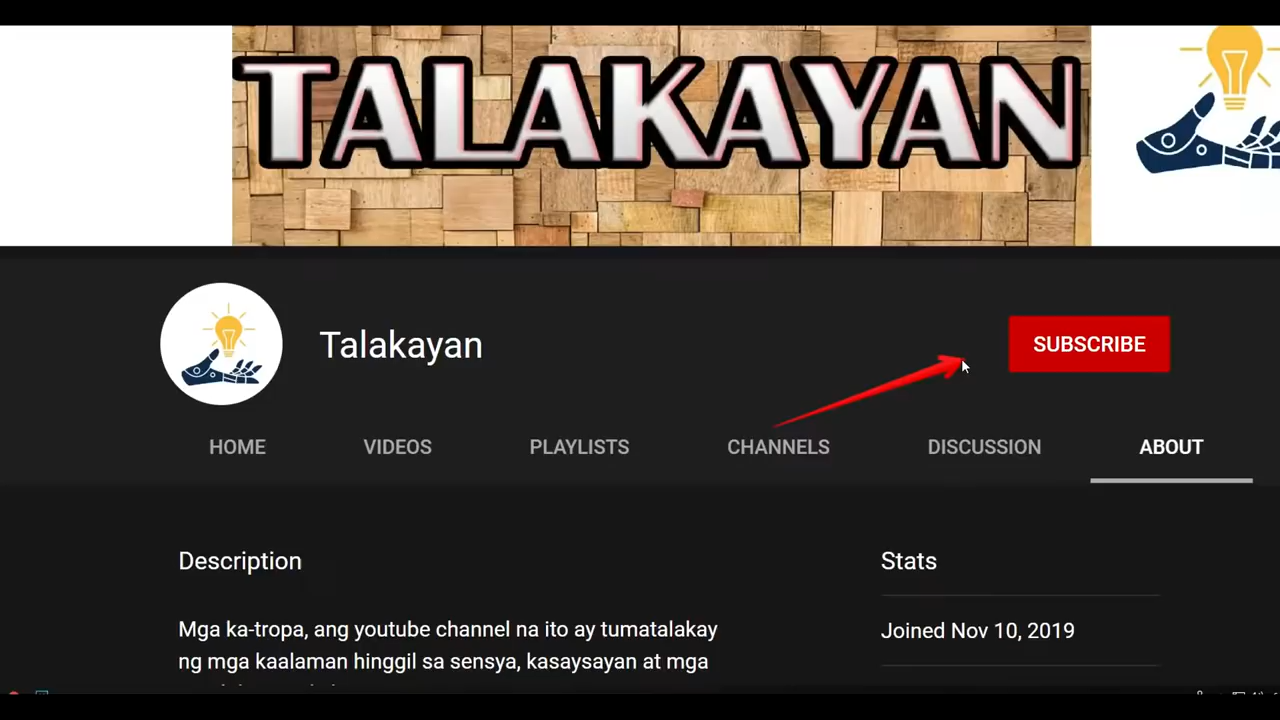 TALAKAYAN
Talakayan
SUBSCRIBE
HOME VIDEOS PLAYLISTS CHANNELS DISCUSSION ABOUT
Description
Mga ka-tropa, ang youtube channel na ito ay tumatalakay
ng mga kaalaman hinggil sa sensya, kasaysayan at mga
Stats
Joined Nov 10, 2019